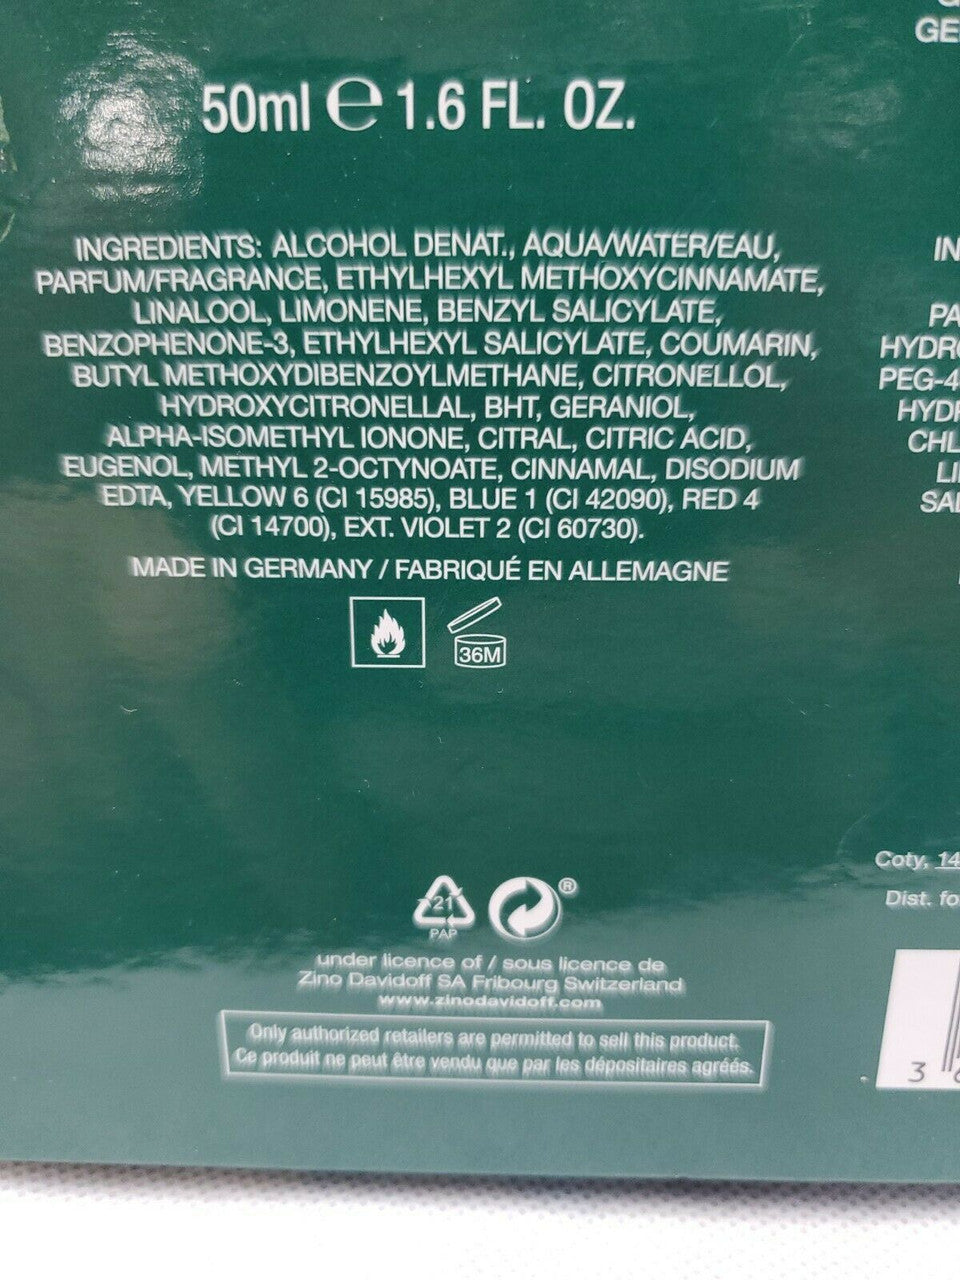 GE
50ml ℮ 1.6 FL. OZ.
INGREDIENTS: ALCOHOL DENAT., AQUA/WATER/EAU,
PARFUM/FRAGRANCE, ETHYLHEXYL METHOXYCINNAMATE,
LINALOOL, LIMONENE, BENZYL SALICYLATE,
BENZOPHENONE-3, ETHYLHEXYL SALICYLATE, COUMARIN,
BUTYL METHOXYDIBENZOYLMETHANE, CITRONELLOL,
HYDROXYCITRONELLAL, BHT, GERANIOL,
ALPHA-ISOMETHYL IONONE, CITRAL, CITRIC ACID,
EUGENOL, METHYL 2-OCTYNOATE, CINNAMAL, DISODIUM
EDTA, YELLOW 6 (CI 15985), BLUE 1 (CI 42090), RED 4
(CI 14700), EXT. VIOLET 2 (CI 60730).
MADE IN GERMANY / FABRIQUÉ EN ALLEMAGNE
36M
21
PAP
®
under licence of / sous licence de
Zino Davidoff SA Fribourg Switzerland
www.zinodavidoff.com
Only authorized retailers are permitted to sell this product.
Ce produit ne peut être vendu que par les dépositaires agréés.
IN
PA
HYDR
PEG-4
HYD
CHL
LI
SAL
Coty, 14
Dist. fo
3